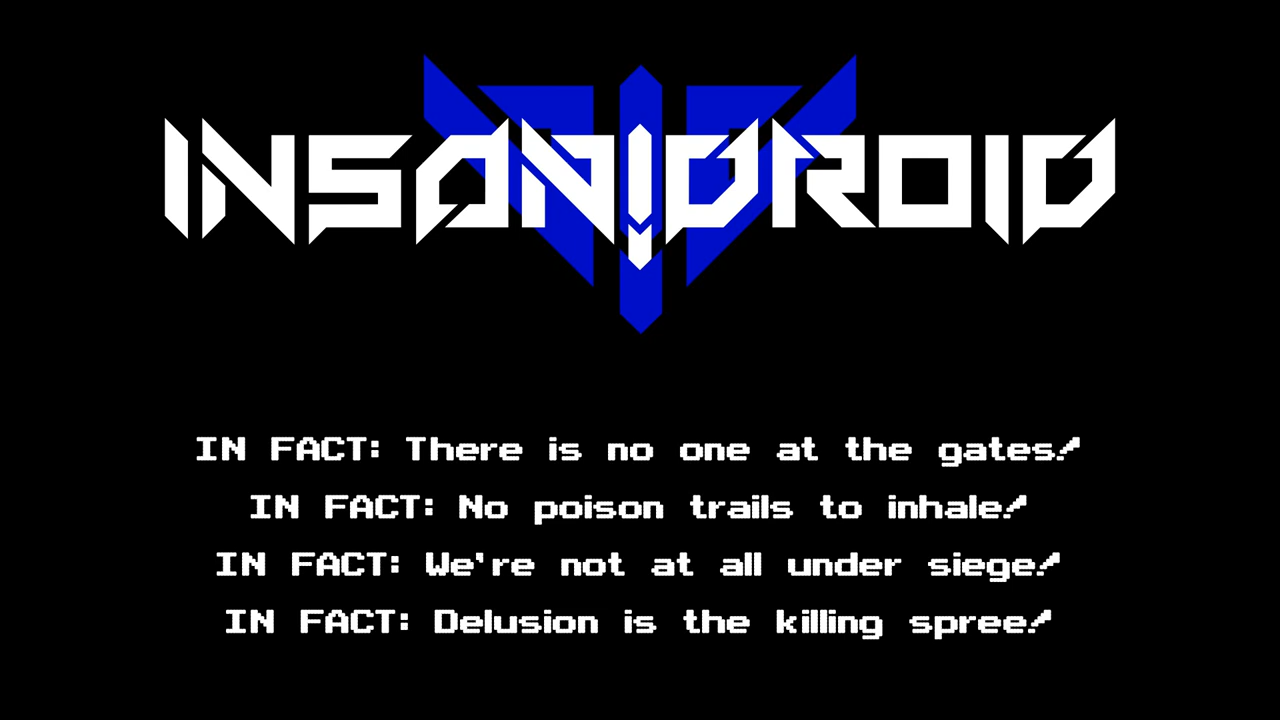 INSANIDROID
IN FACT: There is no one at the gates!
IN FACT: No poison trails to inhale!
IN FACT: We're not at all under siege!
IN FACT: Delusion is the killing spree!